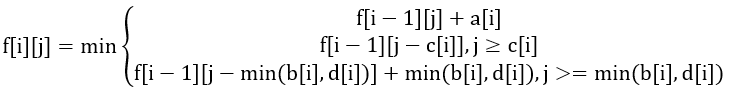 f[i − 1][j] + a[i]
f[i][j] = min { f[i − 1][j − c[i]], j ≥ c[i]
f[i − 1][j − min(b[i], d[i])] + min(b[i], d[i]), j >= min(b[i], d[i])